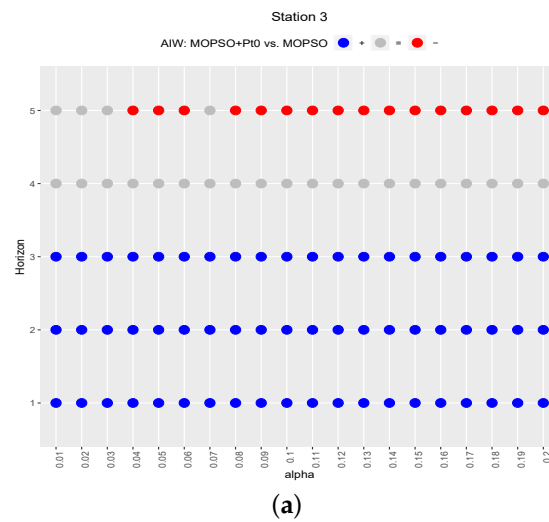 Station 3
AIW: MOPSO+Pt0 vs. MOPSO + = -
5
4
3
2
1
Horizon
0.01 0.02 0.03 0.04 0.05 0.06 0.07 0.08 0.09 0.1 0.11 0.12 0.13 0.14 0.15 0.16 0.17 0.18 0.19 0.2
alpha
(a)